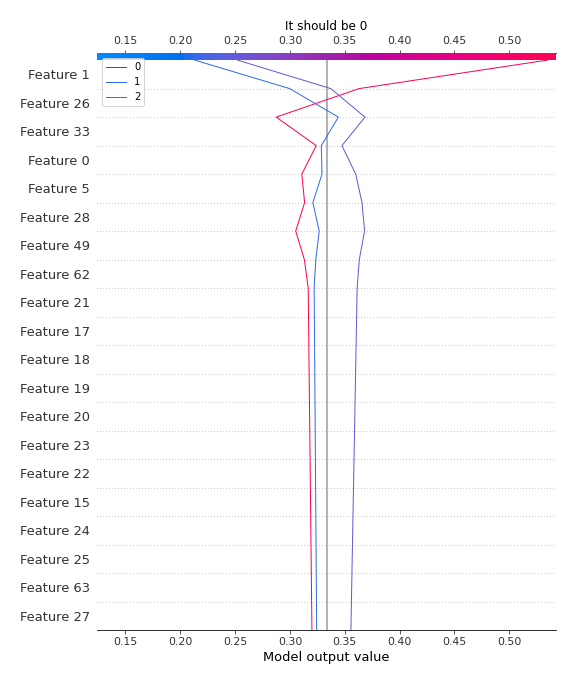 It should be 0
0.15 0.20 0.25 0.30 0.35 0.40 0.45 0.50
0
1
2
Feature 1
Feature 26
Feature 33
Feature 0
Feature 5
Feature 28
Feature 49
Feature 62
Feature 21
Feature 17
Feature 18
Feature 19
Feature 20
Feature 23
Feature 22
Feature 15
Feature 24
Feature 25
Feature 63
Feature 27
0.15 0.20 0.25 0.30 0.35 0.40 0.45 0.50
Model output value